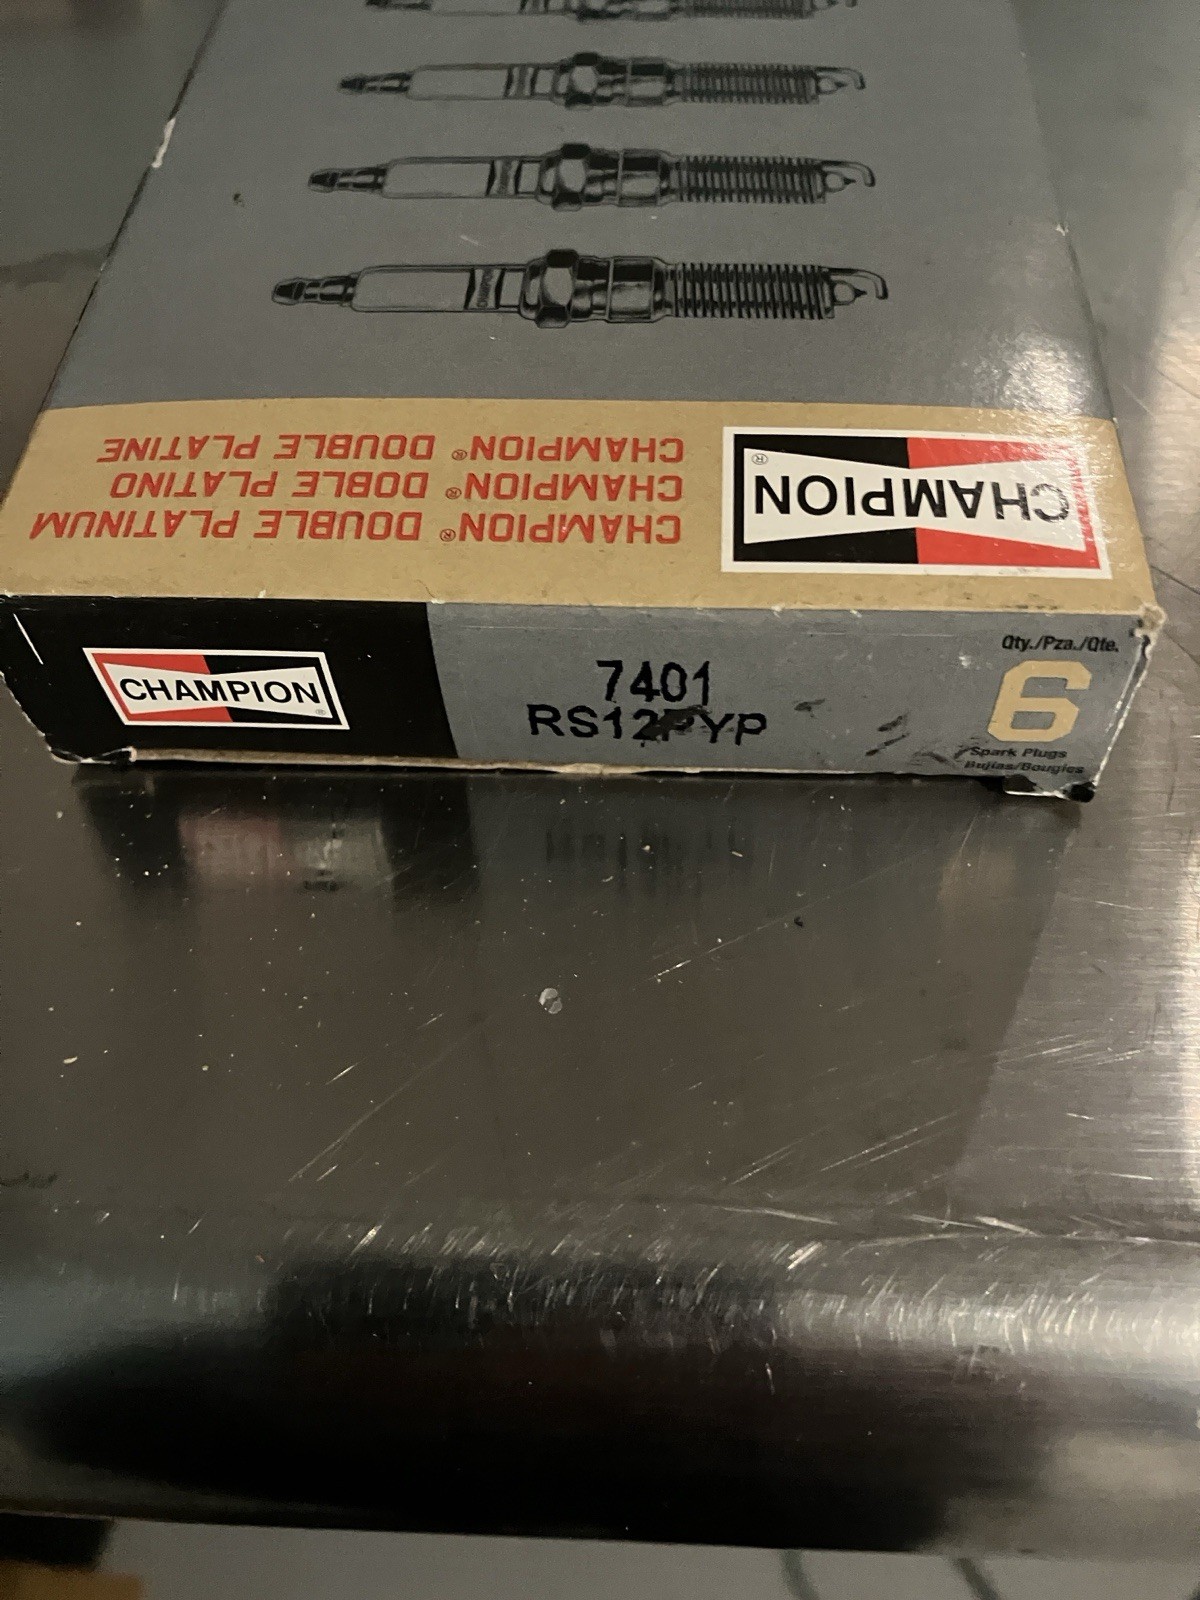 CHAMPION
®
CHAMPION® DOUBLE PLATINUM
CHAMPION® DOBLE PLATINO
CHAMPION® DOUBLE PLATINE
CHAMPION
®
7401
RS12PYP
Qty./Pza./Qte.
6
Spark Plugs
Bujias/Bougies